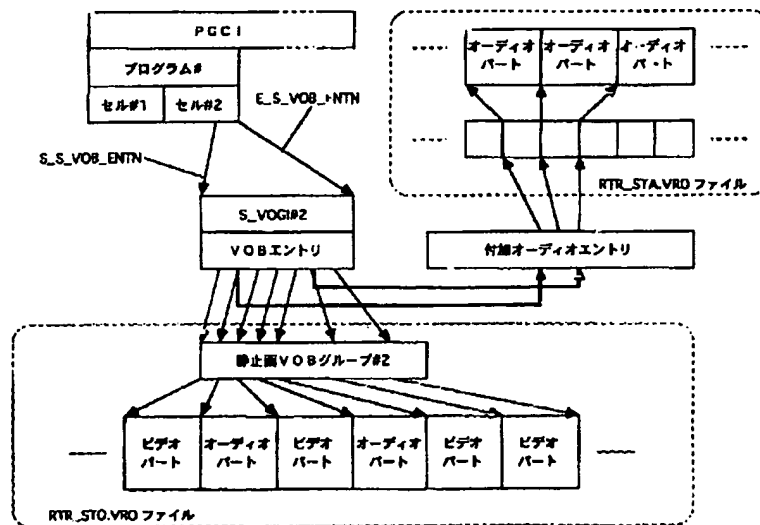 PGCI
プログラム#
セル#1
セル#2
S_S_VOB_ENTN
S_VOGI#2
VOBエントリ
オーディオ
パート
オーディオ
パート
RTR_STA.VRO ファイル
付加オーディオエントリ
静止画VOBグループ#2
ビデオ
パート
オーディオ
パート
ビデオ
パート
オーディオ
パート
ビデオ
パート
ビデオ
パート
RTR_STO.VRO ファイル